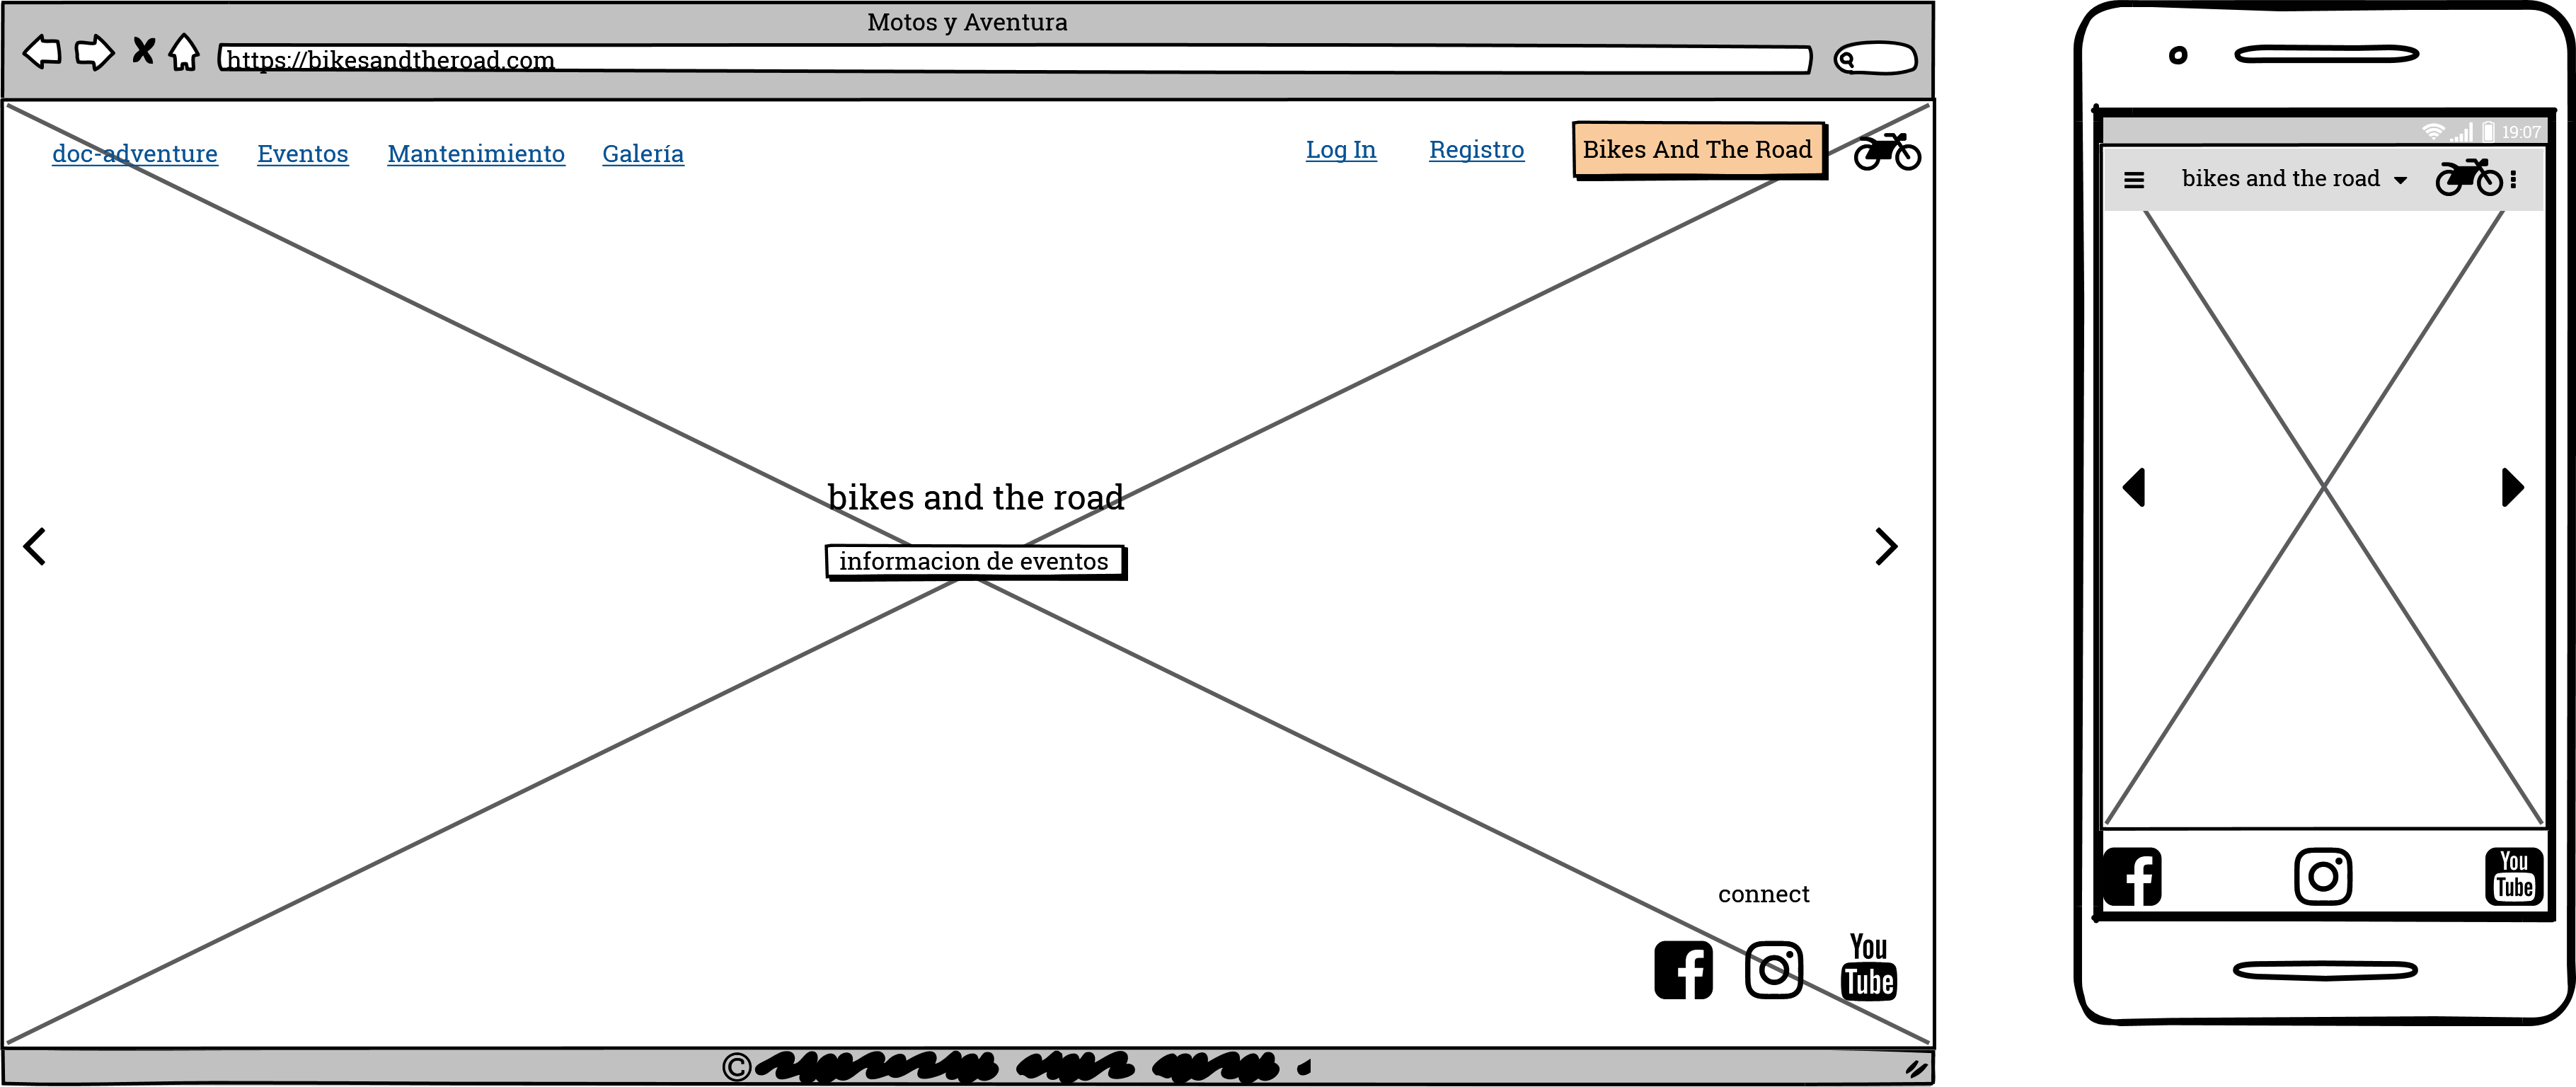 Motos y Aventura
https://bikesandtheroad.com
doc-adventure Eventos Mantenimiento Galería Log In Registro Bikes And The Road
bikes and the road
informacion de eventos
connect
You
Tube
©
19:07
bikes and the road
You
Tube